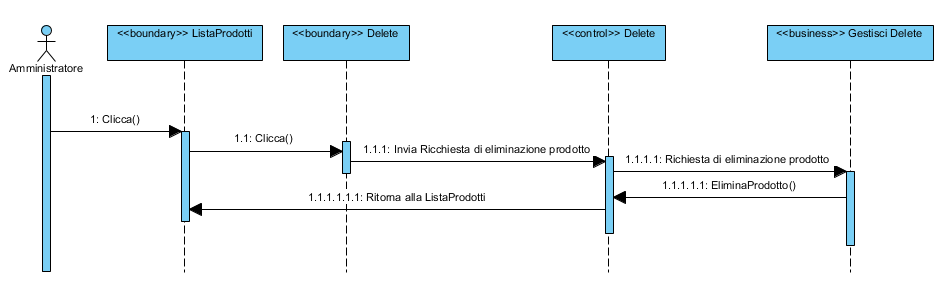 <<boundary>> ListaProdotti
<<boundary>> Delete
<<control>> Delete
<<business>> Gestisci Delete
Amministratore
1: Clicca()
1.1: Clicca()
1.1.1: Invia Ricchiesta di eliminazione prodotto
1.1.1.1: Richiesta di eliminazione prodotto
1.1.1.1.1: EliminaProdotto()
1.1.1.1.1.1: Ritorna alla ListaProdotti